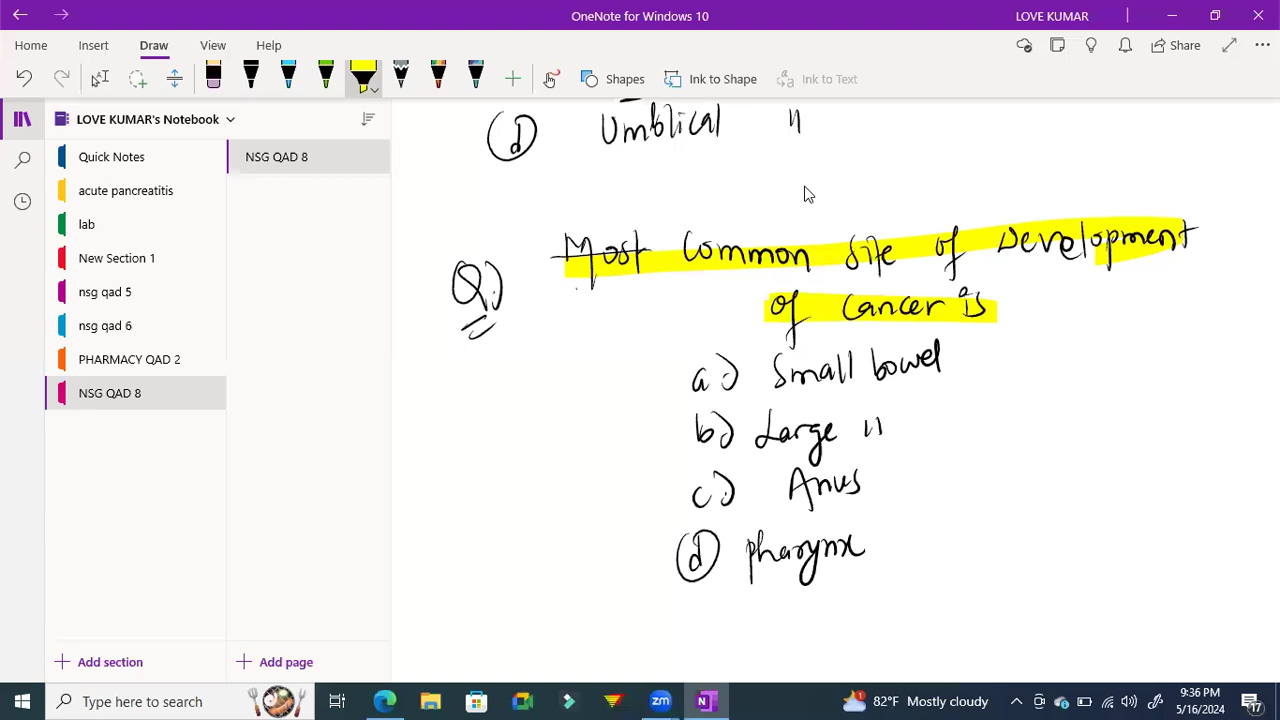 OneNote for Windows 10
LOVE KUMAR
Home Insert Draw View Help
Share
Shapes
Ink to Shape
Ink to Text
LOVE KUMAR's Notebook
Quick Notes
acute pancreatitis
lab
New Section 1
nsg qad 5
nsg qad 6
PHARMACY QAD 2
NSG QAD 8
NSG QAD 8
(d) Umblical "
Q.) Most Common Site of Development
of Cancer is
a.) Small bowel
b.) Large "
c.) Anus
(d) pharynx
Add section
Add page
Type here to search
82°F Mostly cloudy
1
9:36 PM
5/16/2024
17